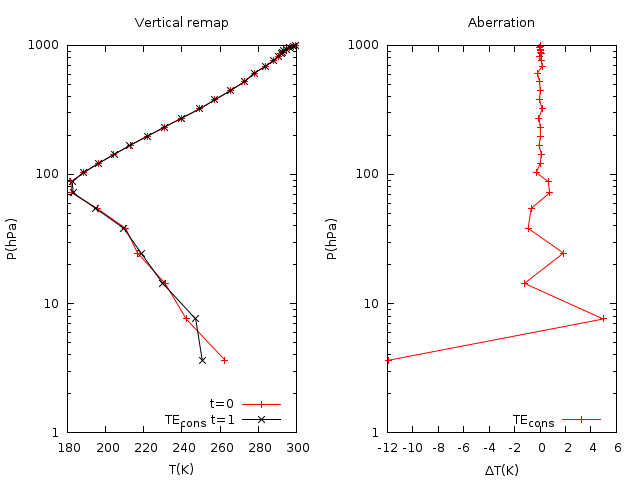 Vertical remap
1000
100
10
1
P(hPa)
180 200 220 240 260 280 300
T(K)
t=0
TEcons t=1
Aberration
1000
100
10
1
P(hPa)
-12 -10 -8 -6 -4 -2 0 2 4 6
ΔT(K)
TEcons